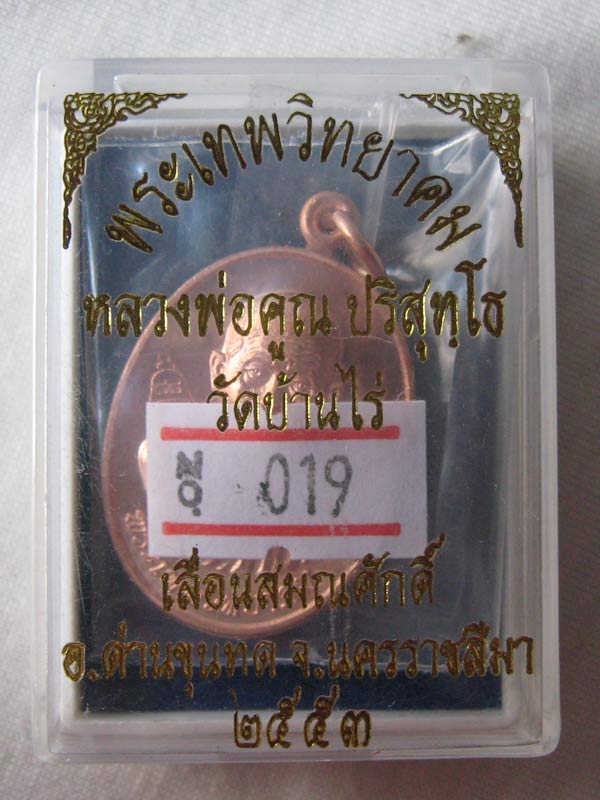 พระเทพวิทยาคม
หลวงพ่อคูณ ปริสุทฺโธ
วัดบ้านไร่
No. 019
เลื่อนสมณศักดิ์
อ.ด่านขุนทด จ.นครราชสีมา
๒๕๕๓